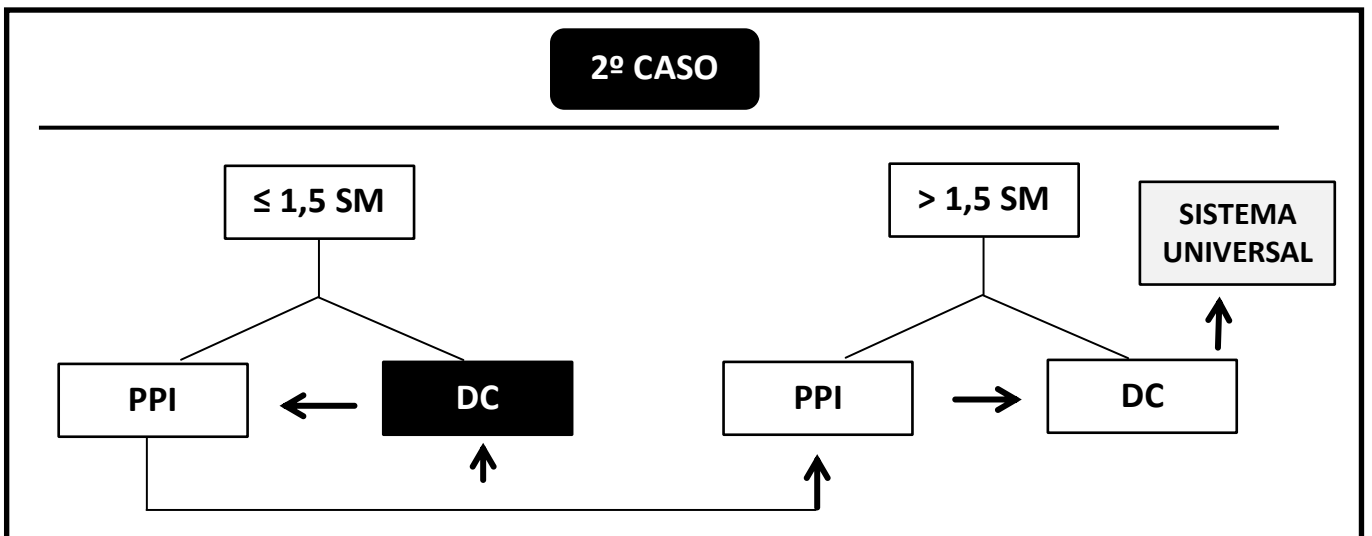 2º CASO
≤ 1,5 SM
> 1,5 SM
SISTEMA
UNIVERSAL
PPI
DC
PPI
DC